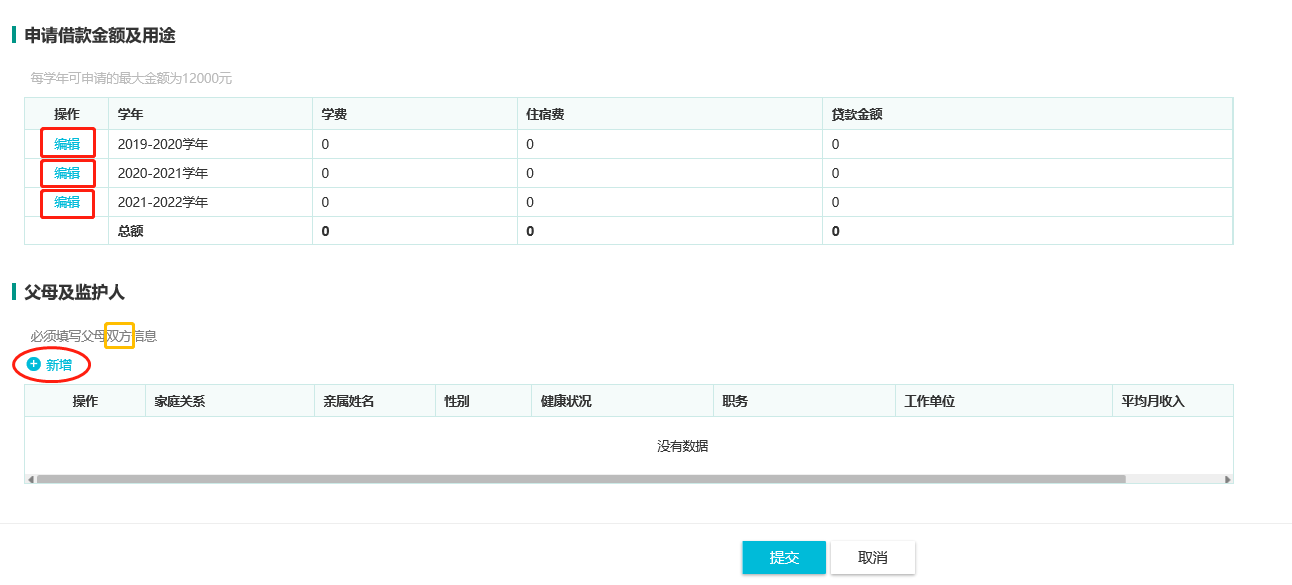 申请借款金额及用途
每学年可申请的最大金额为12000元
操作 学年 学费 住宿费 贷款金额
编辑 2019-2020学年 0 0 0
编辑 2020-2021学年 0 0 0
编辑 2021-2022学年 0 0 0
总额 0 0 0
父母及监护人
必须填写父母双方信息
新增
操作 家庭关系 亲属姓名 性别 健康状况 职务 工作单位 平均月收入
没有数据
提交 取消